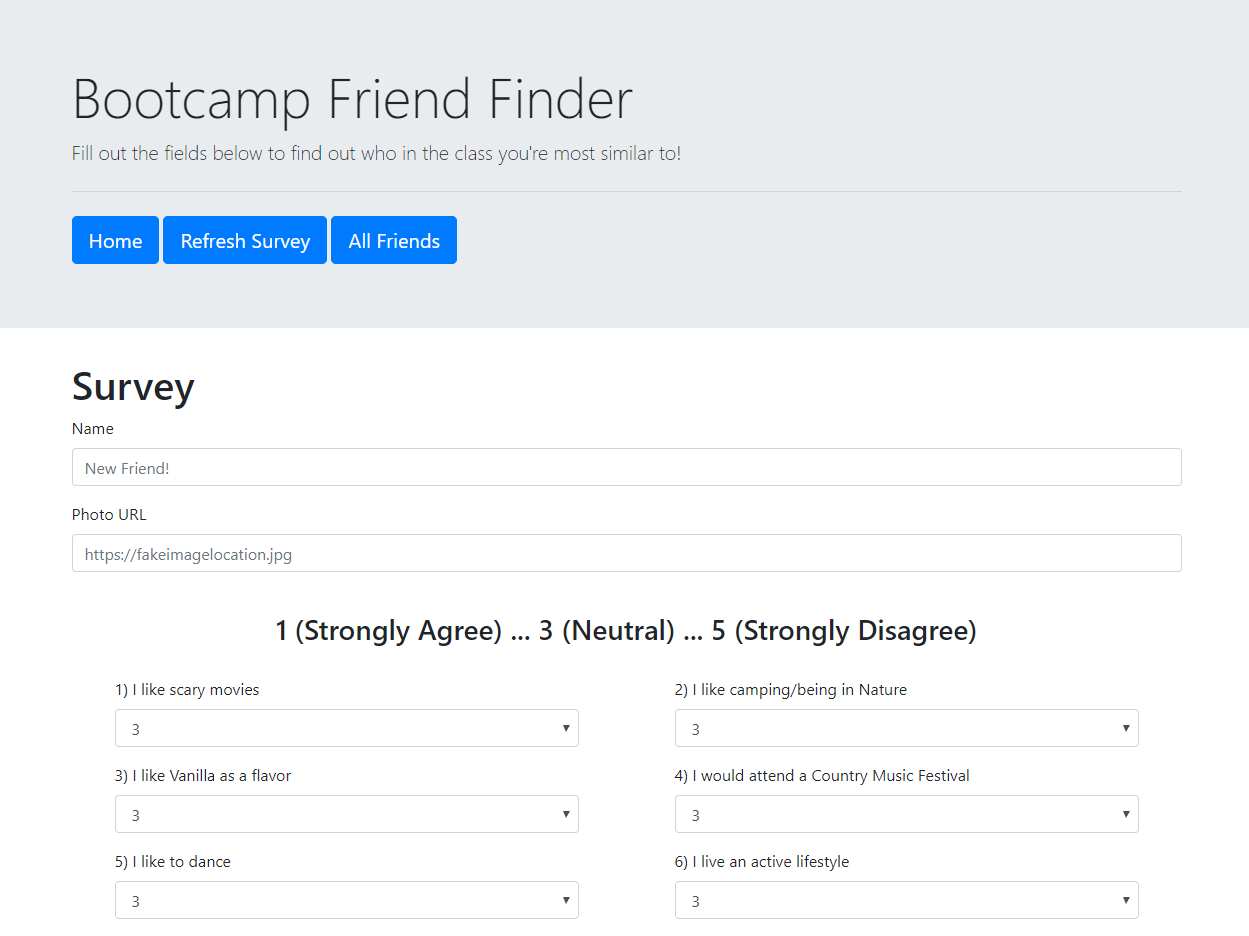 Bootcamp Friend Finder
Fill out the fields below to find out who in the class you're most similar to!
Home
Refresh Survey
All Friends
Survey
Name
New Friend!
Photo URL
https://fakeimagelocation.jpg
1 (Strongly Agree) ... 3 (Neutral) ... 5 (Strongly Disagree)
1) I like scary movies
3
2) I like camping/being in Nature
3
3) I like Vanilla as a flavor
3
4) I would attend a Country Music Festival
3
5) I like to dance
3
6) I live an active lifestyle
3